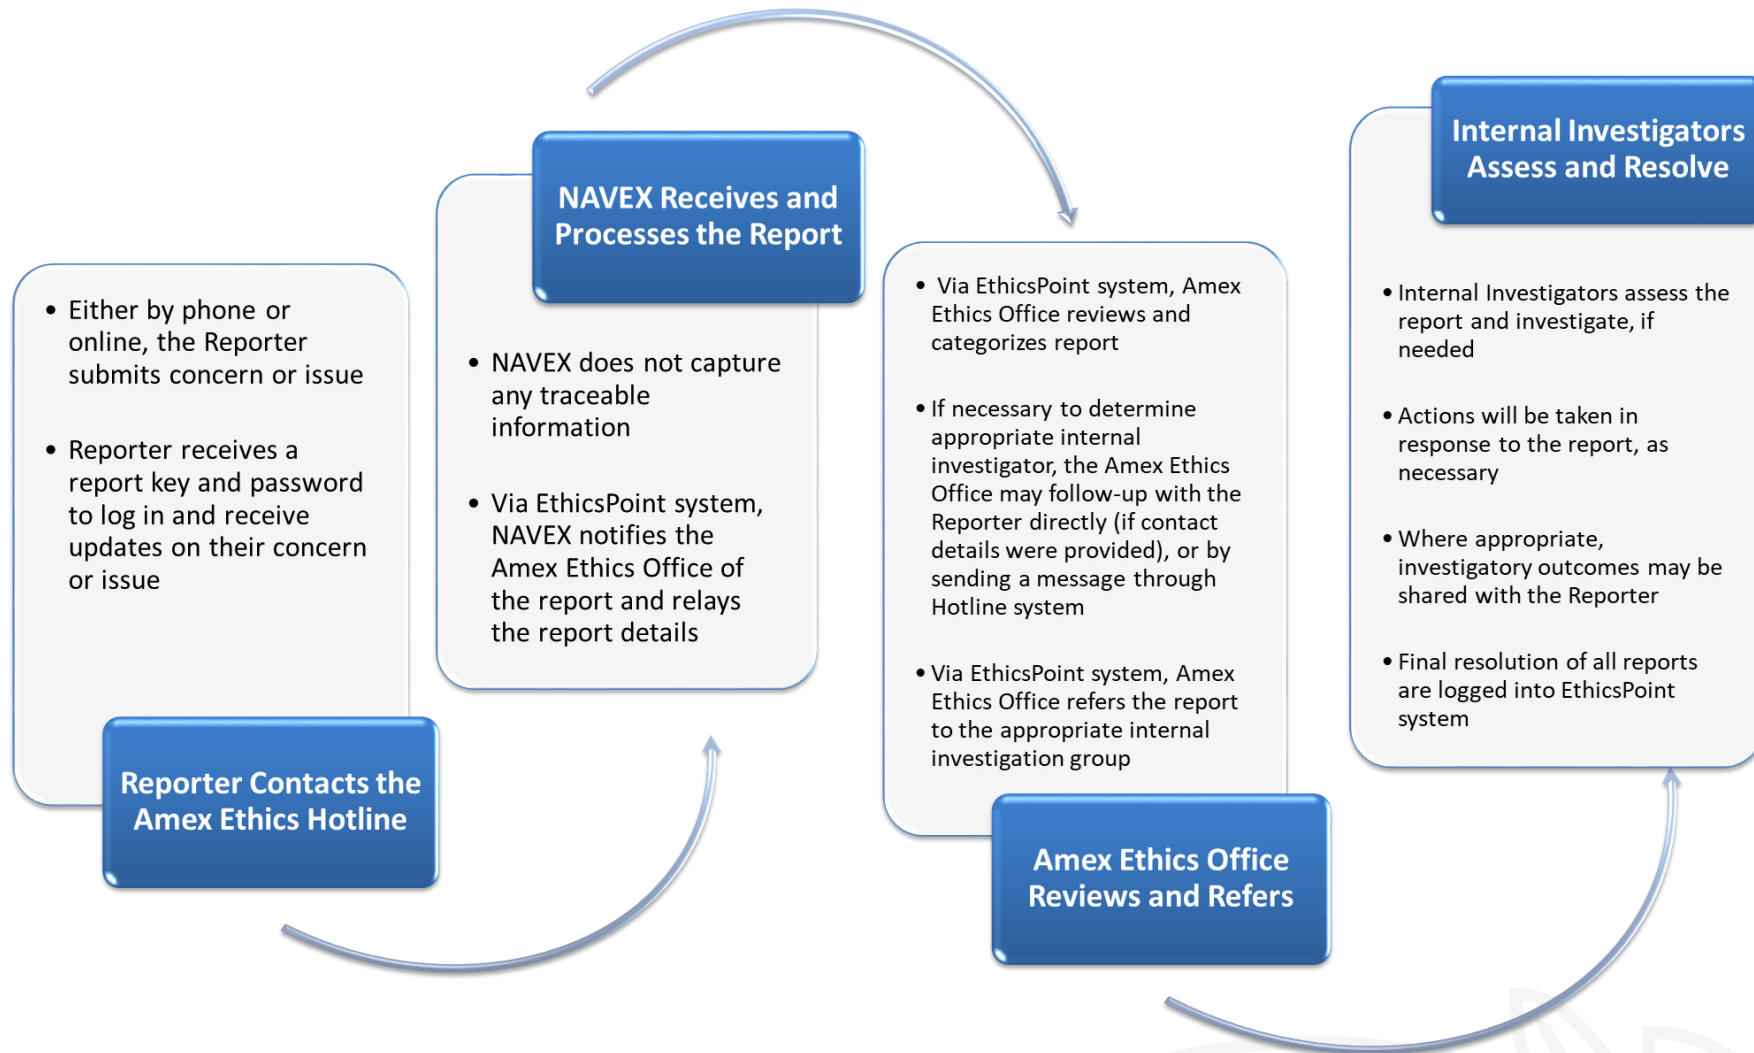 • Either by phone or
online, the Reporter
submits concern or issue
• Reporter receives a
report key and password
to log in and receive
updates on their concern
or issue
Reporter Contacts the
Amex Ethics Hotline
NAVEX Receives and
Processes the Report
• NAVEX does not capture
any traceable
information
• Via EthicsPoint system,
NAVEX notifies the
Amex Ethics Office of
the report and relays
the report details
• Via EthicsPoint system, Amex
Ethics Office reviews and
categorizes report
• If necessary to determine
appropriate internal
investigator, the Amex Ethics
Office may follow-up with the
Reporter directly (if contact
details were provided), or by
sending a message through
Hotline system
• Via EthicsPoint system, Amex
Ethics Office refers the report
to the appropriate internal
investigation group
Amex Ethics Office
Reviews and Refers
Internal Investigators
Assess and Resolve
• Internal Investigators assess the
report and investigate, if
needed
• Actions will be taken in
response to the report, as
necessary
• Where appropriate,
investigatory outcomes may be
shared with the Reporter
• Final resolution of all reports
are logged into EthicsPoint
system